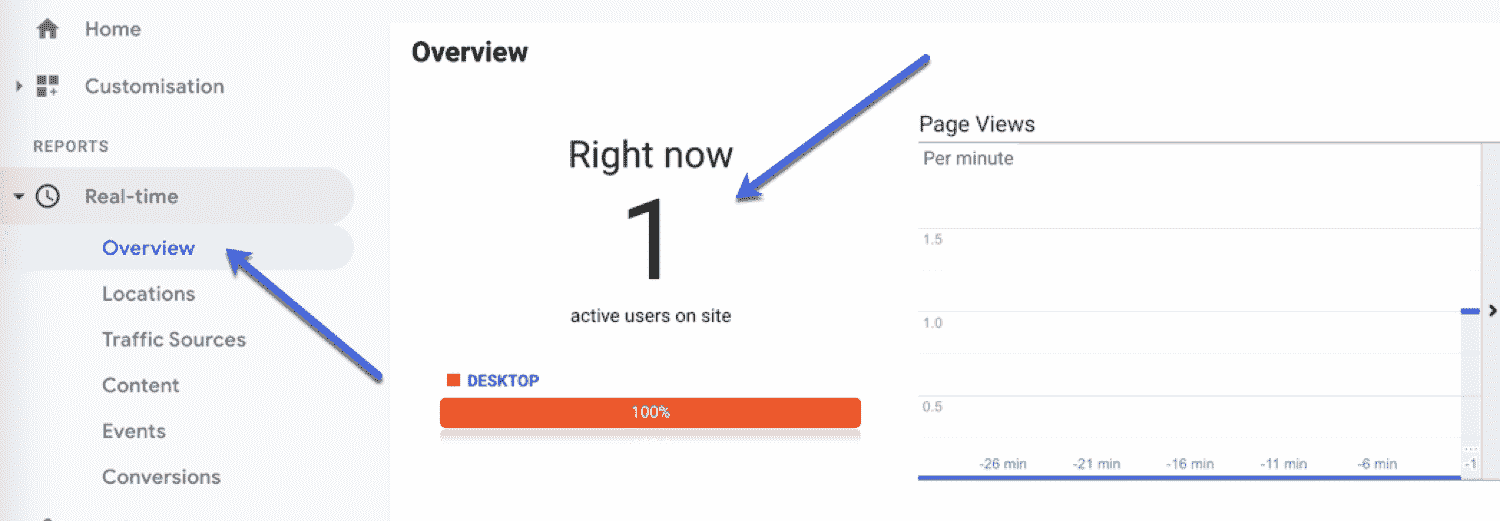 Home
Customisation
REPORTS
Real-time
Overview
Locations
Traffic Sources
Content
Events
Conversions
Overview
Right now
1
active users on site
DESKTOP
100%
Page Views
Per minute
1.5
1.0
0.5
-26 min -21 min -16 min -11 min -6 min -1